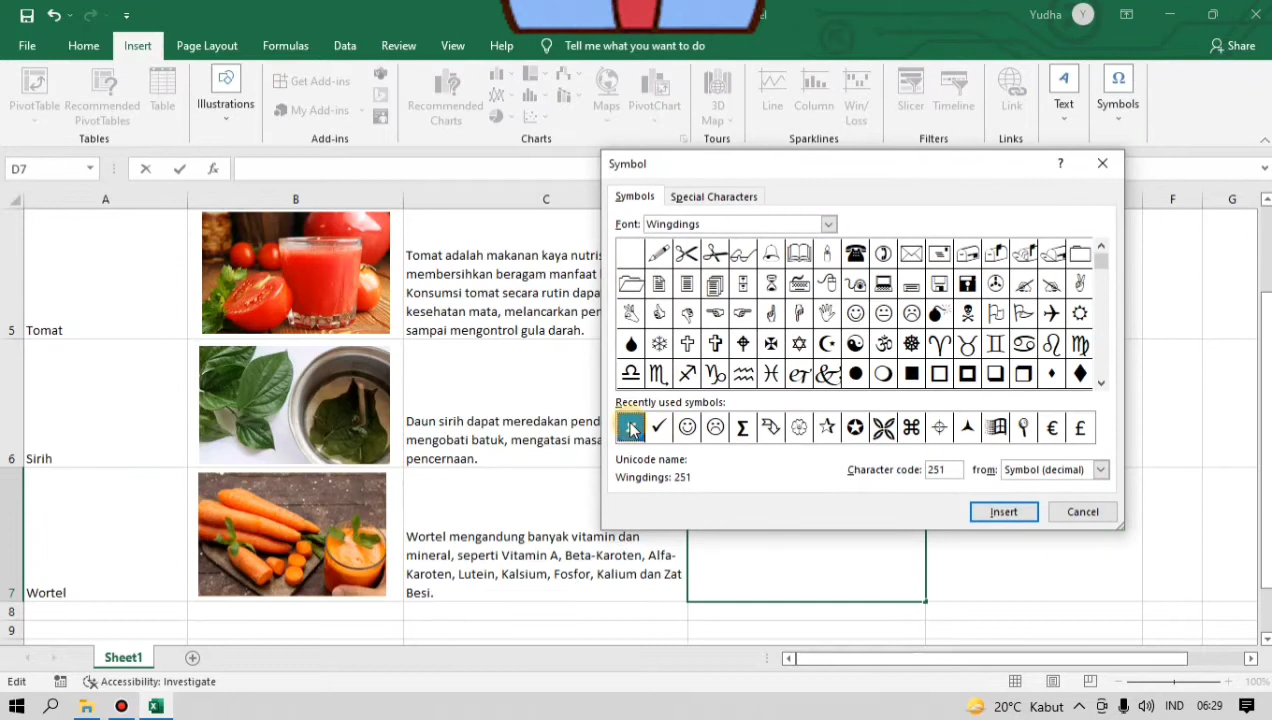 el
Yudha
Y
File
Home
Insert
Page Layout
Formulas
Data
Review
View
Help
Tell me what you want to do
Share
PivotTable
Recommended PivotTables
Table
Illustrations
Get Add-ins
My Add-ins
Recommended Charts
Maps
PivotChart
3D Map
Line
Column
Win/ Loss
Slicer
Timeline
Link
Text
Symbols
Tables
Add-ins
Charts
Tours
Sparklines
Filters
Links
D7
fx
Symbol
?
Symbols
Special Characters
Font: Wingdings
Recently used symbols:
Unicode name:
Wingdings: 251
Character code: 251
from: Symbol (decimal)
Insert
Cancel
A
B
C
F
G
5
Tomat
Tomat adalah makanan kaya nutris
membersihkan beragam manfaat
Konsumsi tomat secara rutin dapa
kesehatan mata, melancarkan pen
sampai mengontrol gula darah.
6
Sirih
Daun sirih dapat meredakan pend
mengobati batuk, mengatasi masa
pencernaan.
7
Wortel
Wortel mengandung banyak vitamin dan
mineral, seperti Vitamin A, Beta-Karoten, Alfa-
Karoten, Lutein, Kalsium, Fosfor, Kalium dan Zat
Besi.
8
9
Sheet1
Edit
Accessibility: Investigate
100%
20°C Kabut
IND
06:29